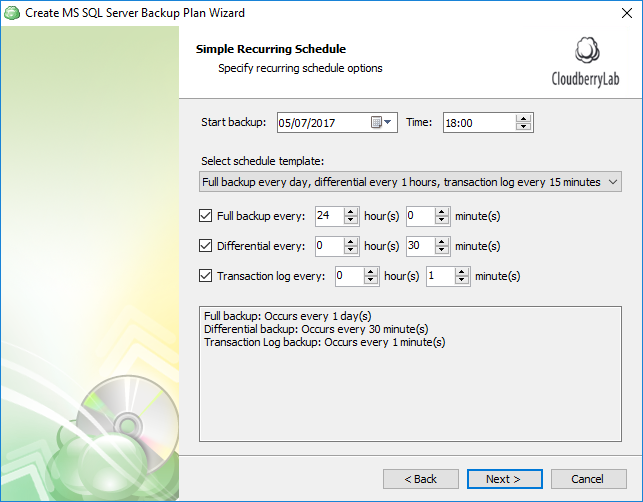 Create MS SQL Server Backup Plan Wizard
Simple Recurring Schedule
Specify recurring schedule options
CloudberryLab
Start backup: 05/07/2017 Time: 18:00
Select schedule template:
Full backup every day, differential every 1 hours, transaction log every 15 minutes
Full backup every: 24 hour(s) 0 minute(s)
Differential every: 0 hour(s) 30 minute(s)
Transaction log every: 0 hour(s) 1 minute(s)
Full backup: Occurs every 1 day(s)
Differential backup: Occurs every 30 minute(s)
Transaction Log backup: Occurs every 1 minute(s)
< Back Next > Cancel